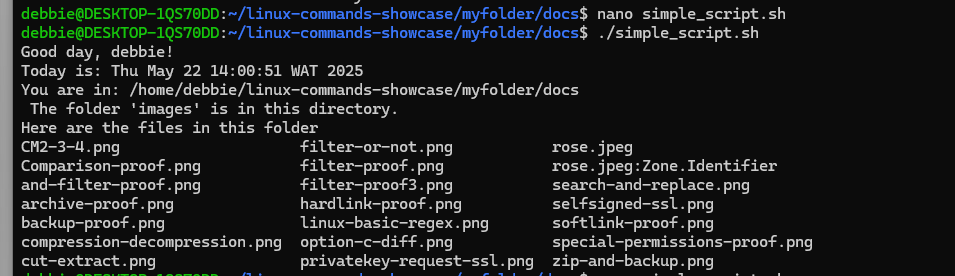 debbie@DESKTOP-1QS70DD:~/linux-commands-showcase/myfolder/docs$ nano simple_script.sh
debbie@DESKTOP-1QS70DD:~/linux-commands-showcase/myfolder/docs$ ./simple_script.sh
Good day, debbie!
Today is: Thu May 22 14:00:51 WAT 2025
You are in: /home/debbie/linux-commands-showcase/myfolder/docs
 The folder 'images' is in this directory.
Here are the files in this folder
CM2-3-4.png filter-or-not.png rose.jpeg
Comparison-proof.png filter-proof.png rose.jpeg:Zone.Identifier
and-filter-proof.png filter-proof3.png search-and-replace.png
archive-proof.png hardlink-proof.png selfsigned-ssl.png
backup-proof.png linux-basic-regex.png softlink-proof.png
compression-decompression.png option-c-diff.png special-permissions-proof.png
cut-extract.png privatekey-request-ssl.png zip-and-backup.png